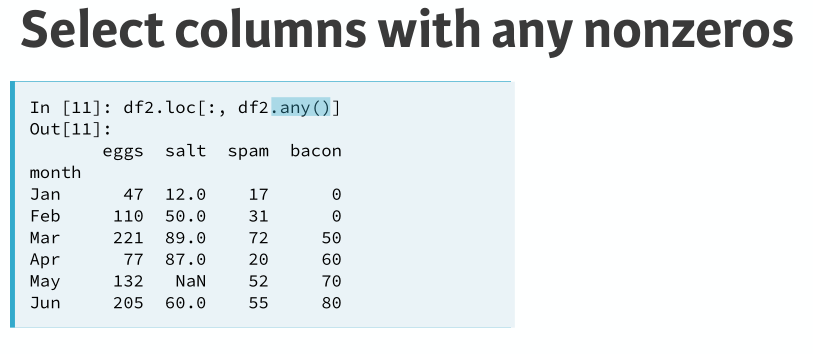 Select columns with any nonzeros
In [11]: df2.loc[:, df2.any()]
Out[11]:
       eggs  salt  spam  bacon
month
Jan      47  12.0    17      0
Feb     110  50.0    31      0
Mar     221  89.0    72     50
Apr      77  87.0    20     60
May     132   NaN    52     70
Jun     205  60.0    55     80